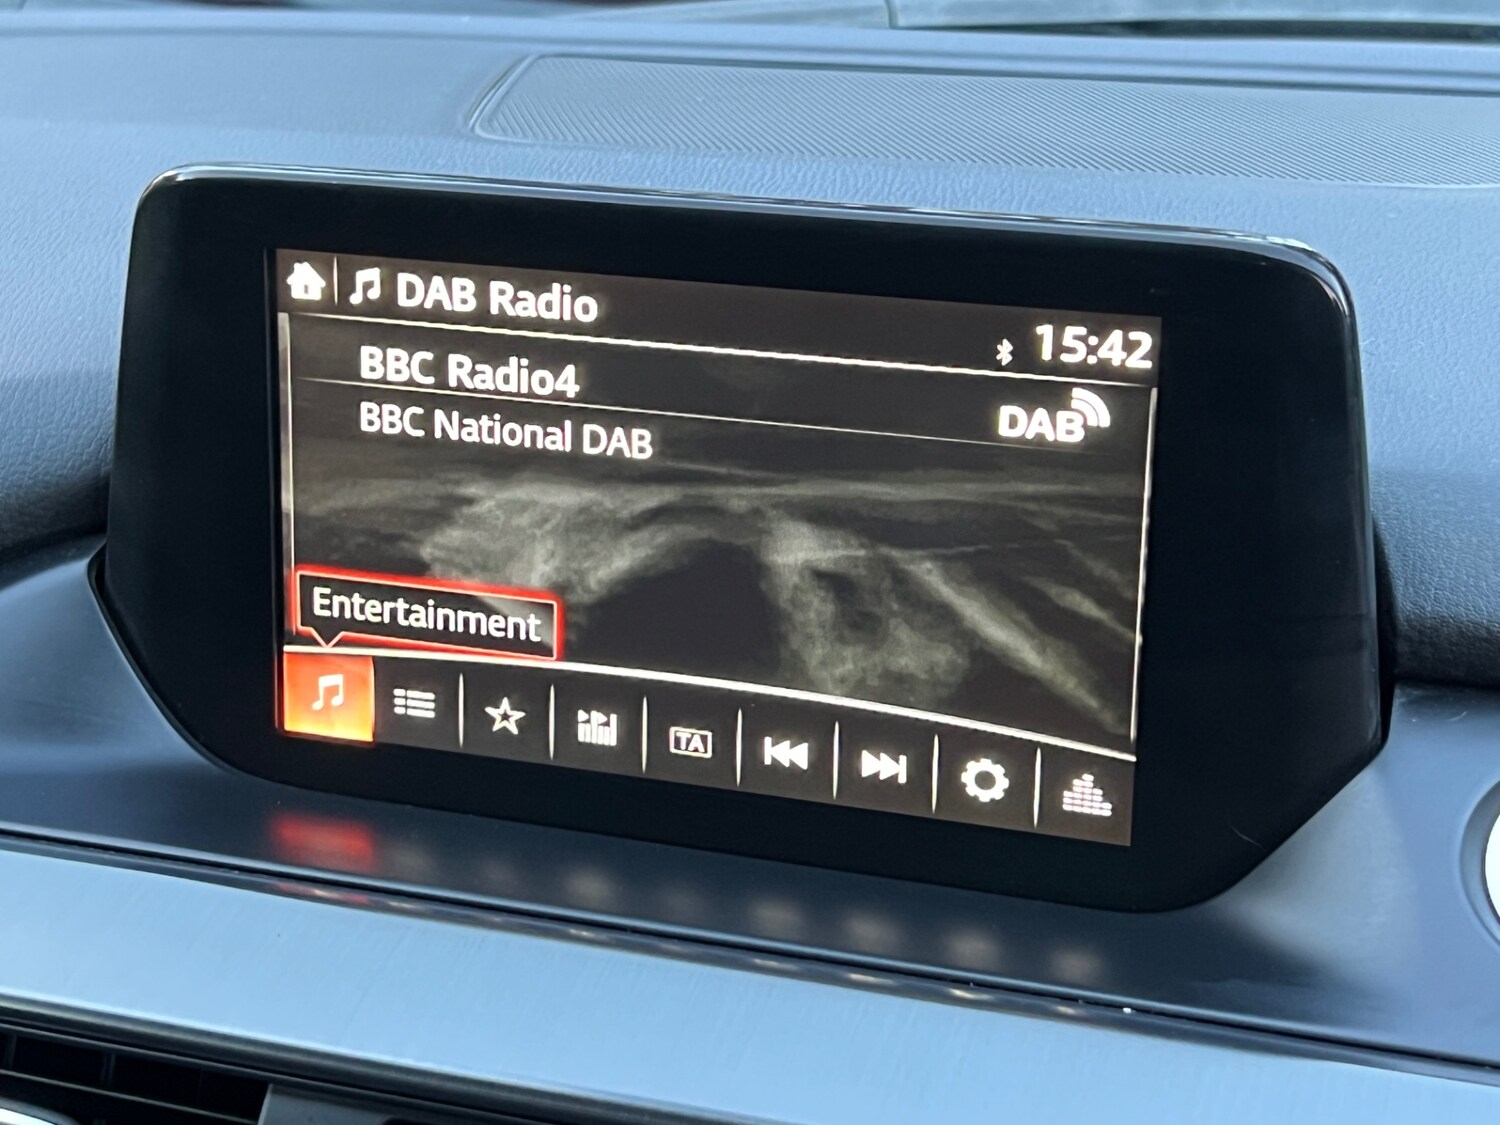 DAB Radio
15:42
BBC Radio4
DAB
BBC National DAB
Entertainment
TA